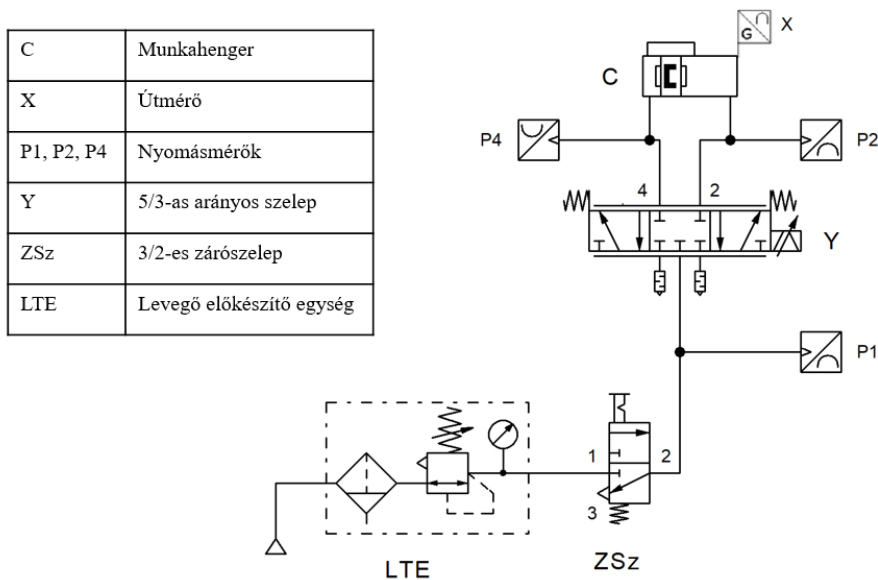 C Munkahenger
X Útmérő
P1, P2, P4 Nyomásmérők
Y 5/3-as arányos szelep
ZSz 3/2-es zárószelep
LTE Levegő előkészítő egység
G X
C
P4 P2
4 2
Y
P1
1 2
3
LTE ZSz